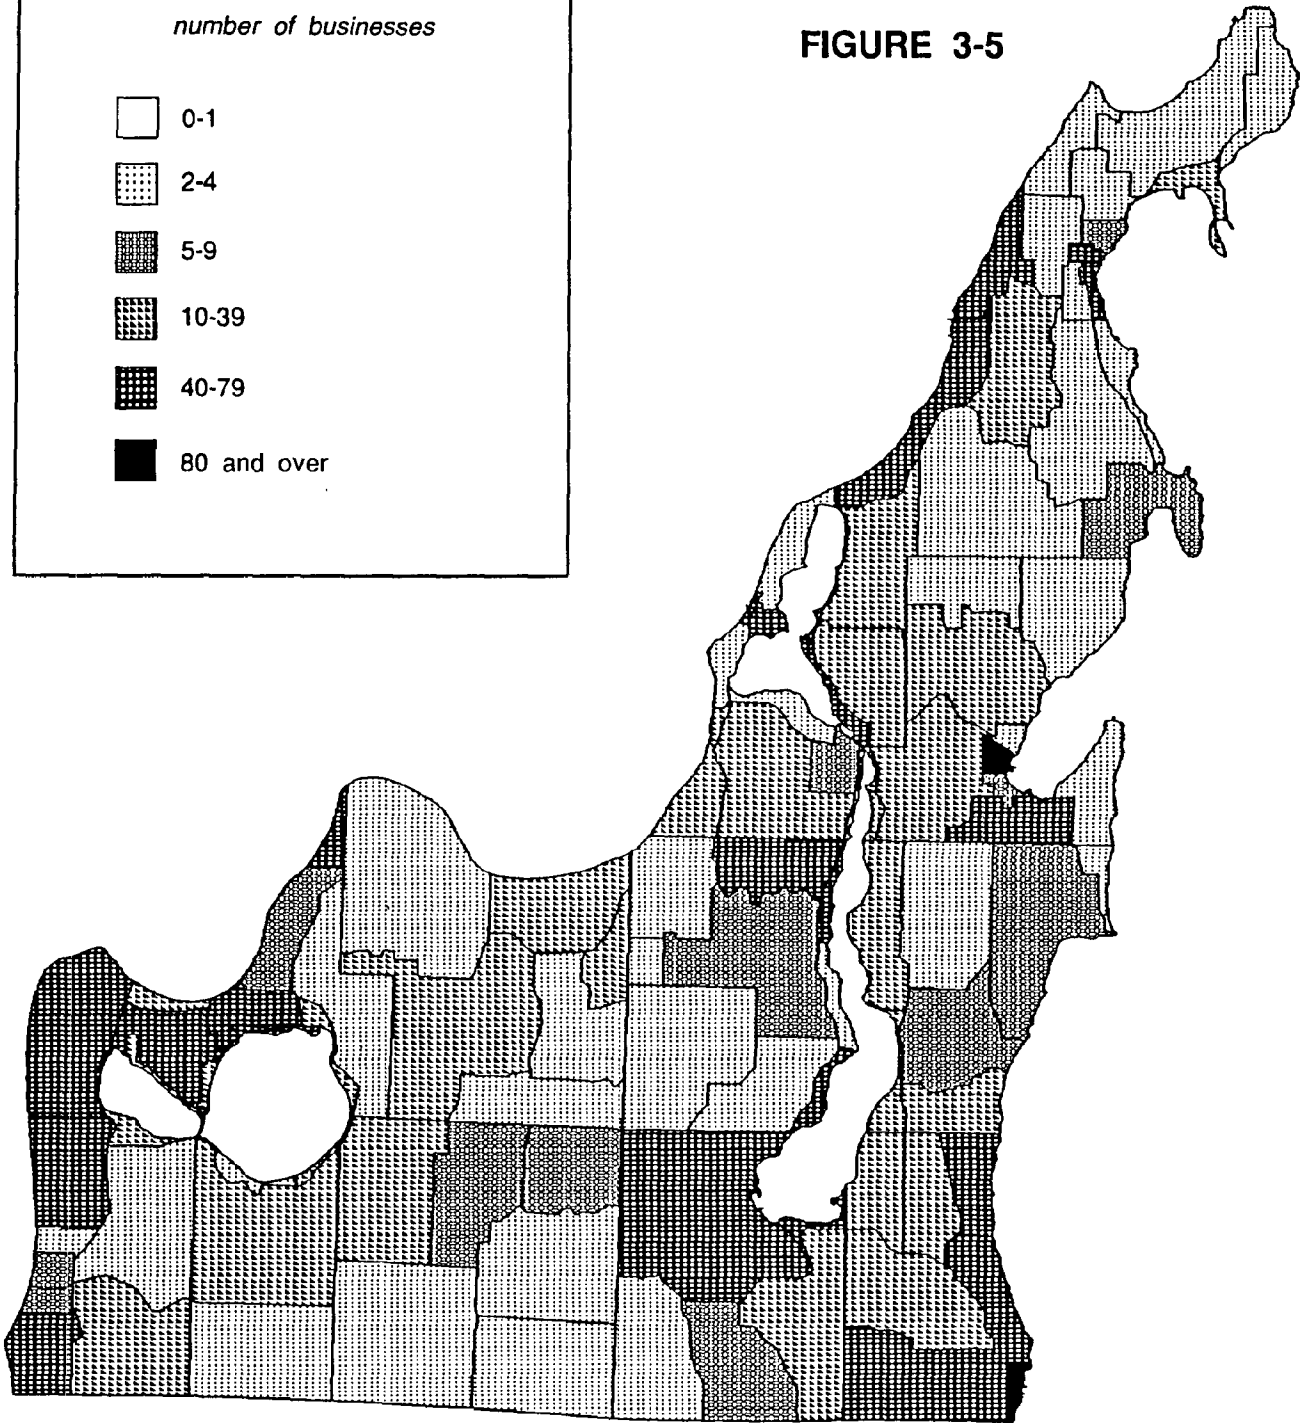 number of businesses
FIGURE 3-5
0-1
2-4
5-9
10-39
40-79
80 and over